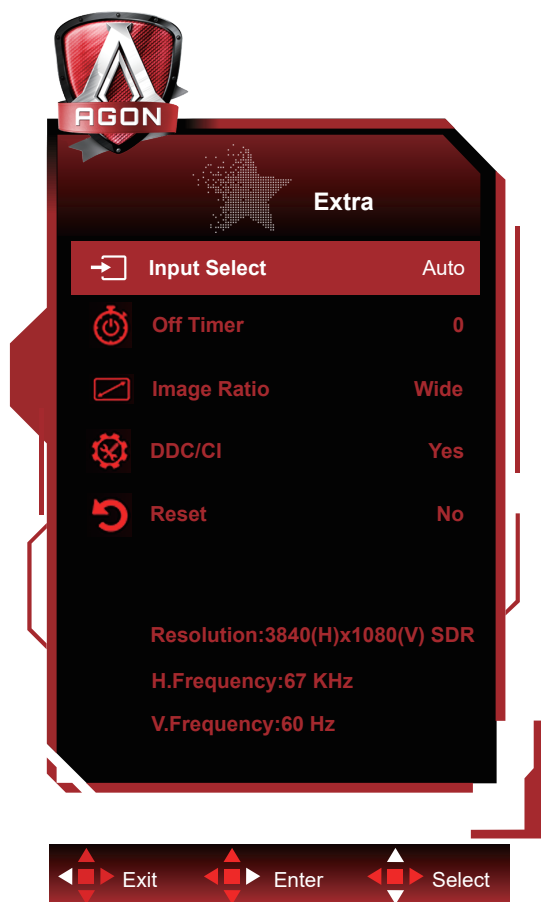 AGON
Extra
Input Select Auto
Off Timer 0
Image Ratio Wide
DDC/CI Yes
Reset No
Resolution:3840(H)x1080(V) SDR
H.Frequency:67 KHz
V.Frequency:60 Hz
Exit Enter Select